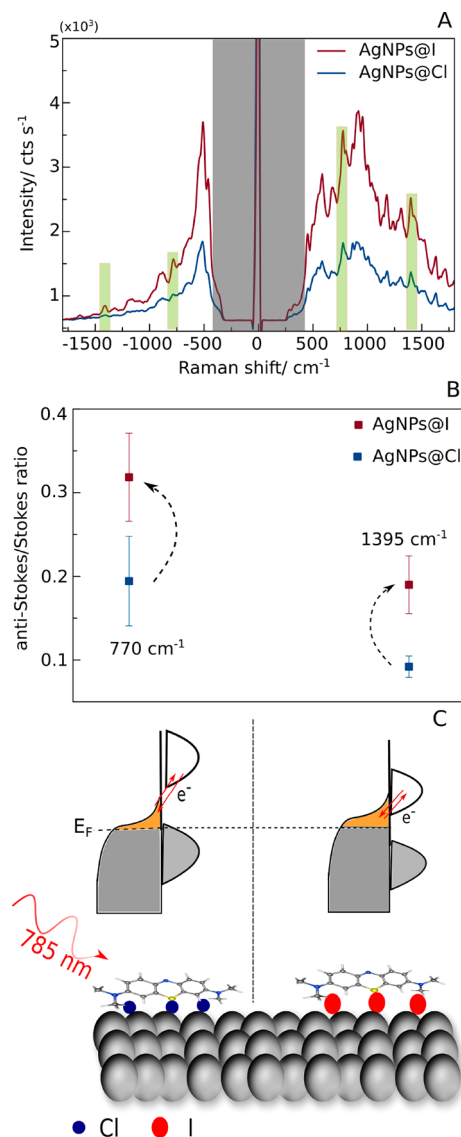 (x10³)
A
5
4
3
2
1
Intensity/ cts s⁻¹
AgNPs@I
AgNPs@Cl
-1500 -1000 -500 0 500 1000 1500
Raman shift/ cm⁻¹
B
0.4
0.3
0.2
0.1
anti-Stokes/Stokes ratio
AgNPs@I
AgNPs@Cl
1395 cm⁻¹
770 cm⁻¹
C
e⁻
e⁻
E_F
785 nm
Cl I